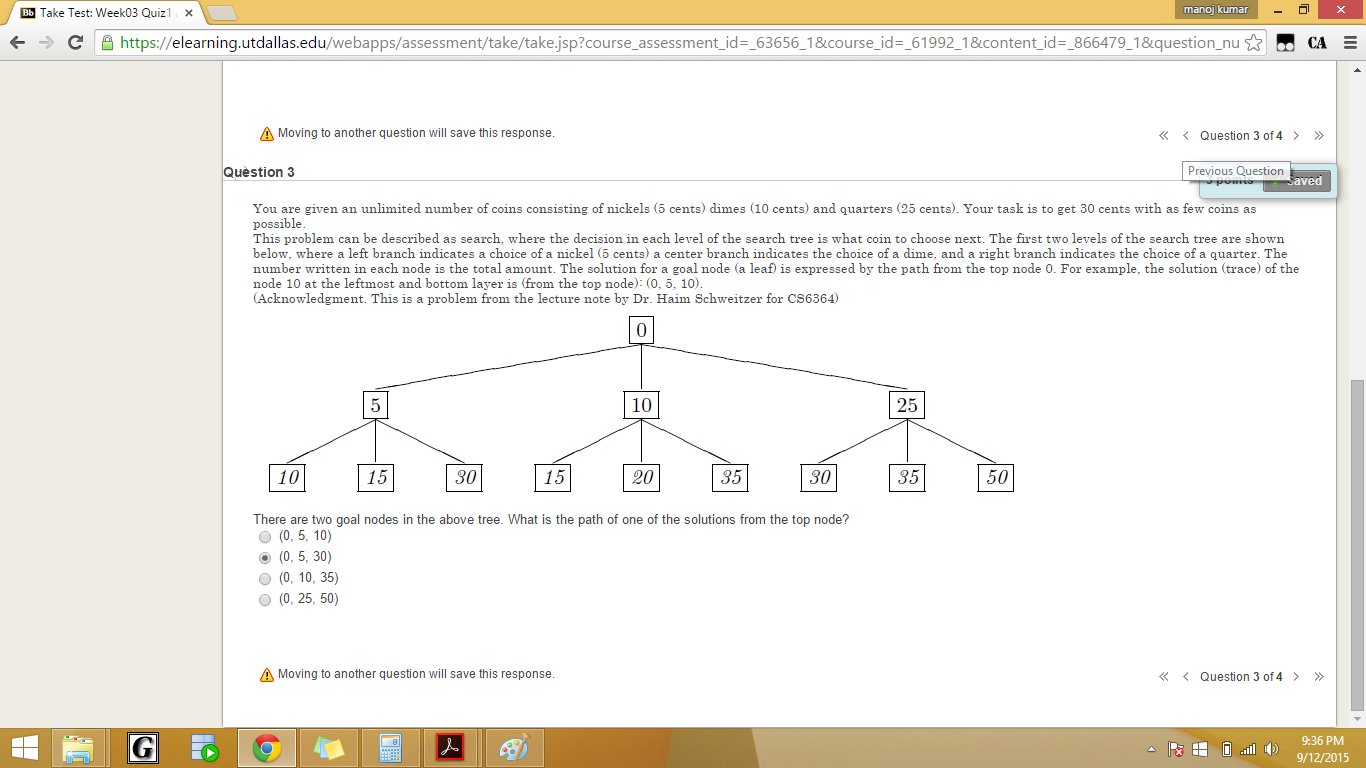 Take Test: Week03 Quiz1
manoj kumar
https://elearning.utdallas.edu/webapps/assessment/take/take.jsp?course_assessment_id=_63656_1&course_id=_61992_1&content_id=_866479_1&question_nu
CA
Moving to another question will save this response.
Question 3 of 4
Question 3
Previous Question
5 points
Saved
You are given an unlimited number of coins consisting of nickels (5 cents) dimes (10 cents) and quarters (25 cents). Your task is to get 30 cents with as few coins as
possible.
This problem can be described as search, where the decision in each level of the search tree is what coin to choose next. The first two levels of the search tree are shown
below, where a left branch indicates a choice of a nickel (5 cents) a center branch indicates the choice of a dime, and a right branch indicates the choice of a quarter. The
number written in each node is the total amount. The solution for a goal node (a leaf) is expressed by the path from the top node 0. For example, the solution (trace) of the
node 10 at the leftmost and bottom layer is (from the top node): (0, 5, 10).
(Acknowledgment. This is a problem from the lecture note by Dr. Haim Schweitzer for CS6364)
0
5 10 25
10 15 30 15 20 35 30 35 50
There are two goal nodes in the above tree. What is the path of one of the solutions from the top node?
(0, 5, 10)
(0, 5, 30)
(0, 10, 35)
(0, 25, 50)
Moving to another question will save this response.
Question 3 of 4
G
9:36 PM
9/12/2015